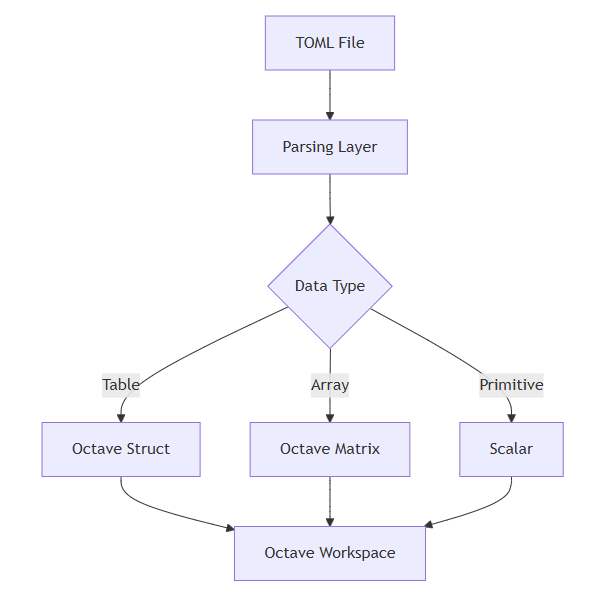 TOML File
Parsing Layer
Data Type
Table
Array
Primitive
Octave Struct
Octave Matrix
Scalar
Octave Workspace